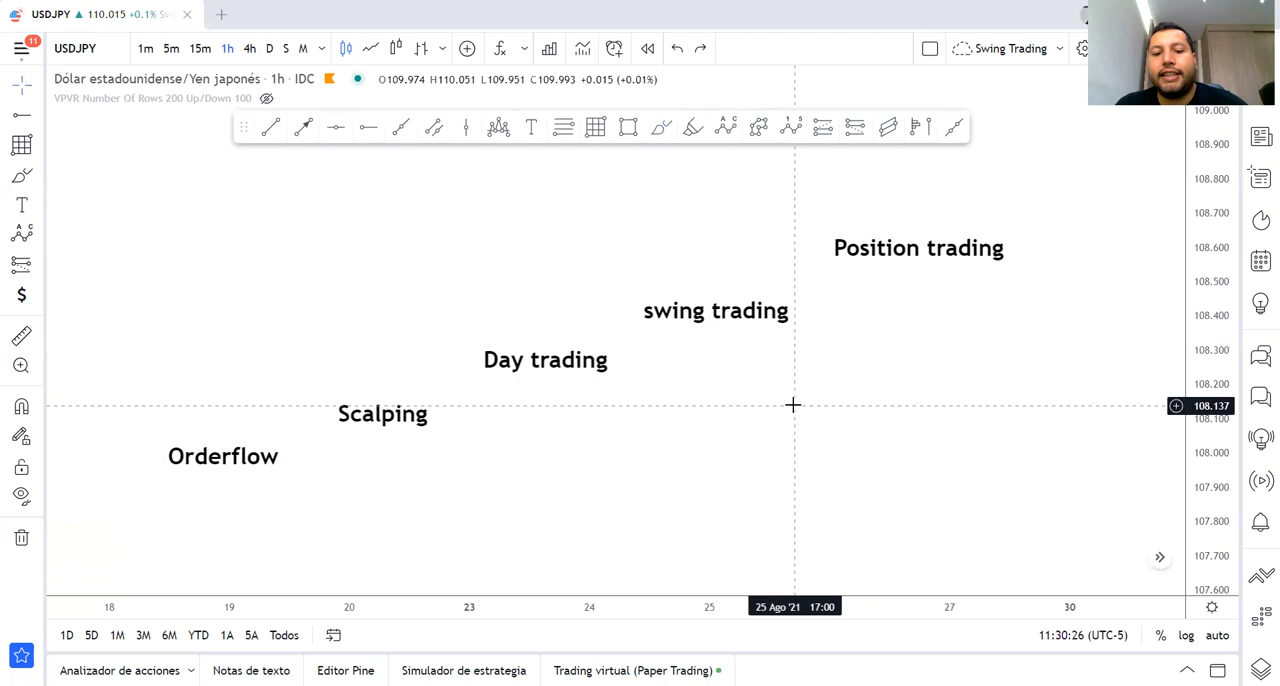 USDJPY ▲ 110.015 +0.1%
11
USDJPY 1m 5m 15m 1h 4h D S M Swing Trading
Dólar estadounidense/Yen japonés · 1h · IDC O109.974 H110.051 L109.951 C109.993 +0.015 (+0.01%)
VPVR Number Of Rows 200 Up/Down 100
109.000
108.900
108.800
108.700
108.600
108.500
108.400
108.300
108.200
108.137
108.100
108.000
107.900
107.800
107.700
107.600
Position trading
swing trading
Day trading
Scalping
Orderflow
18 19 20 23 24 25 25 Ago '21 17:00 27 30
1D 5D 1M 3M 6M YTD 1A 5A Todos 11:30:26 (UTC-5) % log auto
Analizador de acciones Notas de texto Editor Pine Simulador de estrategia Trading virtual (Paper Trading)